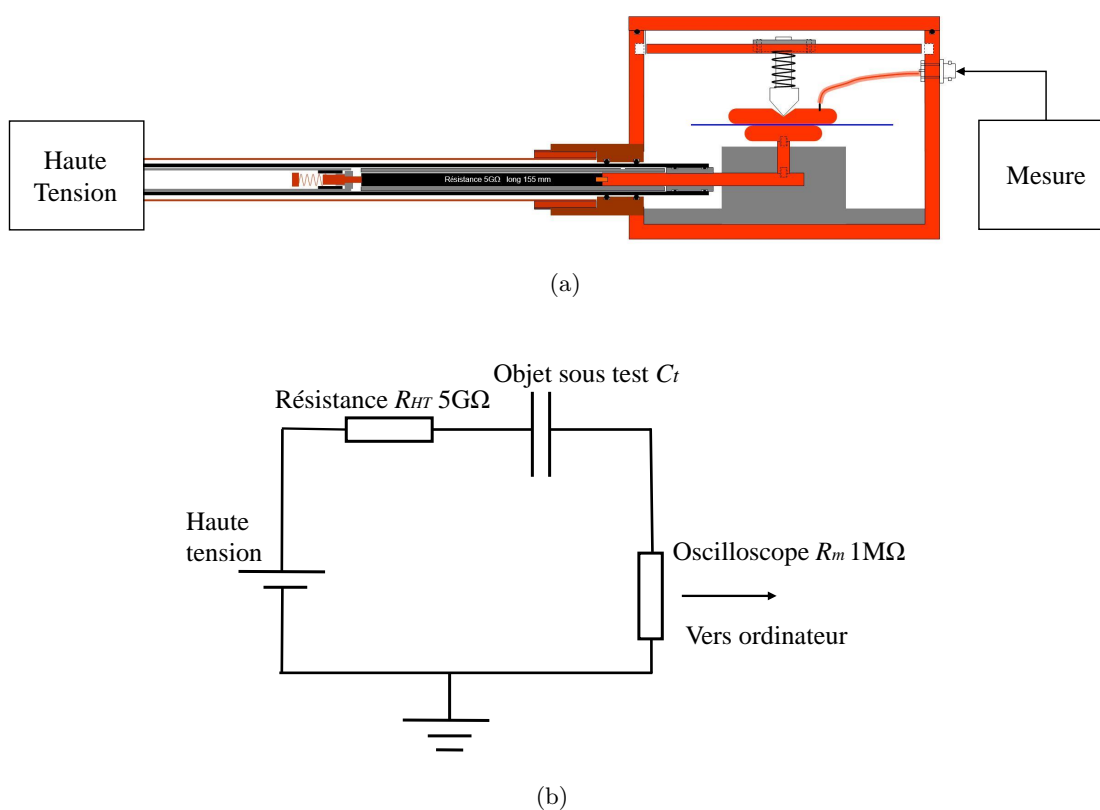 Haute
Tension
Résistance 5GΩ long 155 mm
Mesure
(a)
Objet sous test Ct
Résistance RHT 5GΩ
Haute
tension
Oscilloscope Rm 1MΩ
Vers ordinateur
(b)